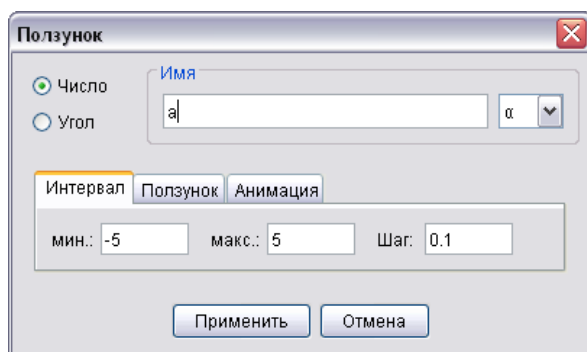 Ползунок
Число
Угол
Имя
a
α
Интервал Ползунок Анимация
мин.: -5 макс.: 5 Шаг: 0.1
Применить Отмена